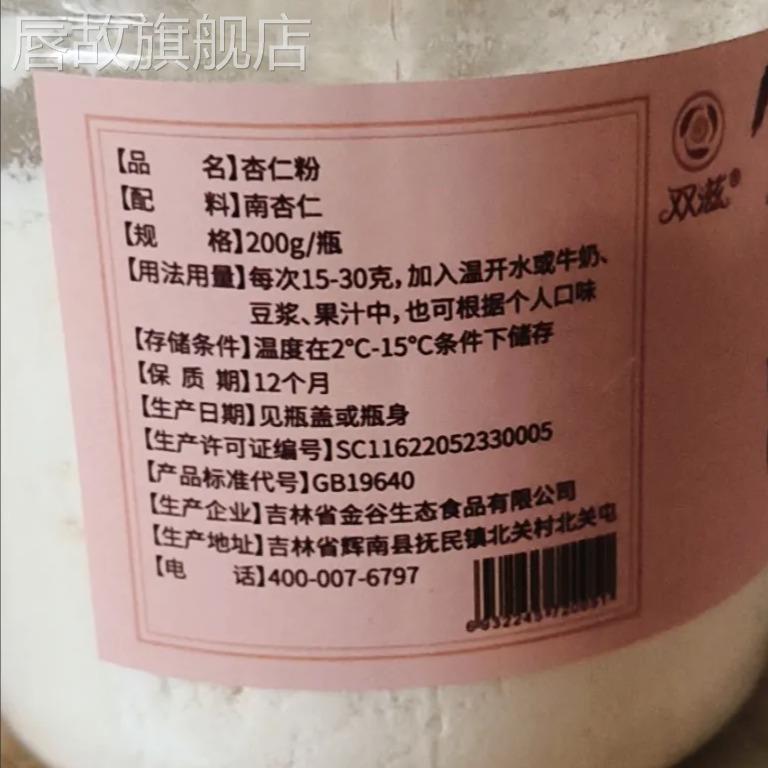 唇故旗舰店
双滋®
【品 名】杏仁粉
【配 料】南杏仁
【规 格】200g/瓶
【用法用量】每次15-30克，加入温开水或牛奶、
豆浆、果汁中，也可根据个人口味
【存储条件】温度在2°C-15°C条件下储存
【保 质 期】12个月
【生产日期】见瓶盖或瓶身
【生产许可证编号】SC11622052330005
【产品标准代号】GB19640
【生产企业】吉林省金谷生态食品有限公司
【生产地址】吉林省辉南县抚民镇北关村北关屯
【电 话】400-007-6797